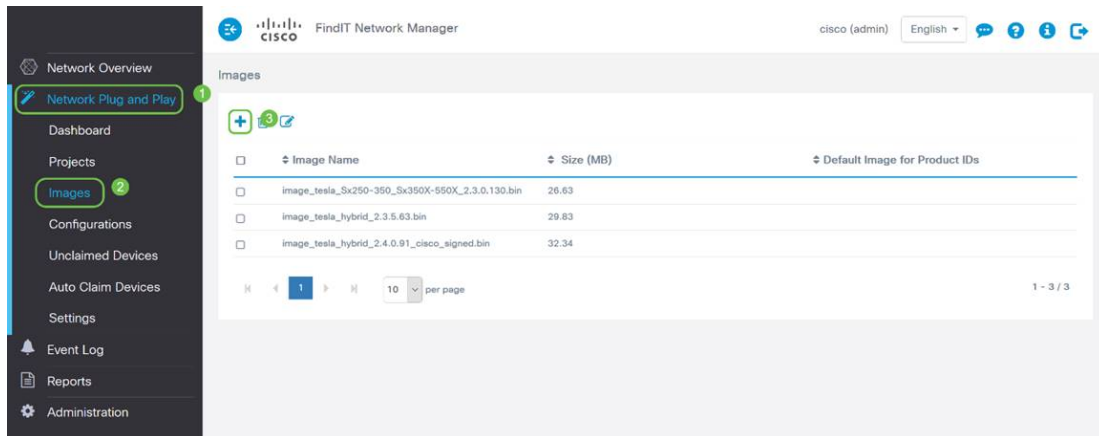 cisco FindIT Network Manager cisco (admin) English
Network Overview
Network Plug and Play 1
Dashboard
Projects
Images 2
Configurations
Unclaimed Devices
Auto Claim Devices
Settings
Event Log
Reports
Administration
Images
3
Image Name Size (MB) Default Image for Product IDs
image_tesla_Sx250-350_Sx350X-550X_2.3.0.130.bin 26.63
image_tesla_hybrid_2.3.5.63.bin 29.83
image_tesla_hybrid_2.4.0.91_cisco_signed.bin 32.34
1 10 per page 1 - 3 / 3